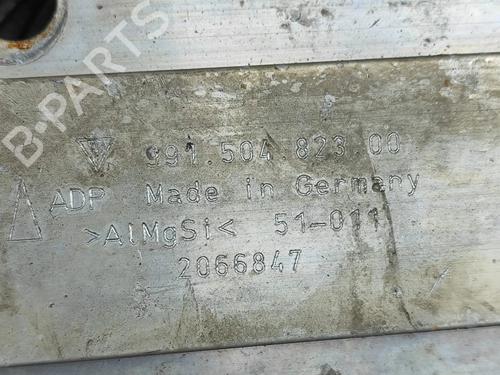 B-PARTS
991.504.823 00
ADP Made in Germany
>AlMgSi< 51-011
2066847